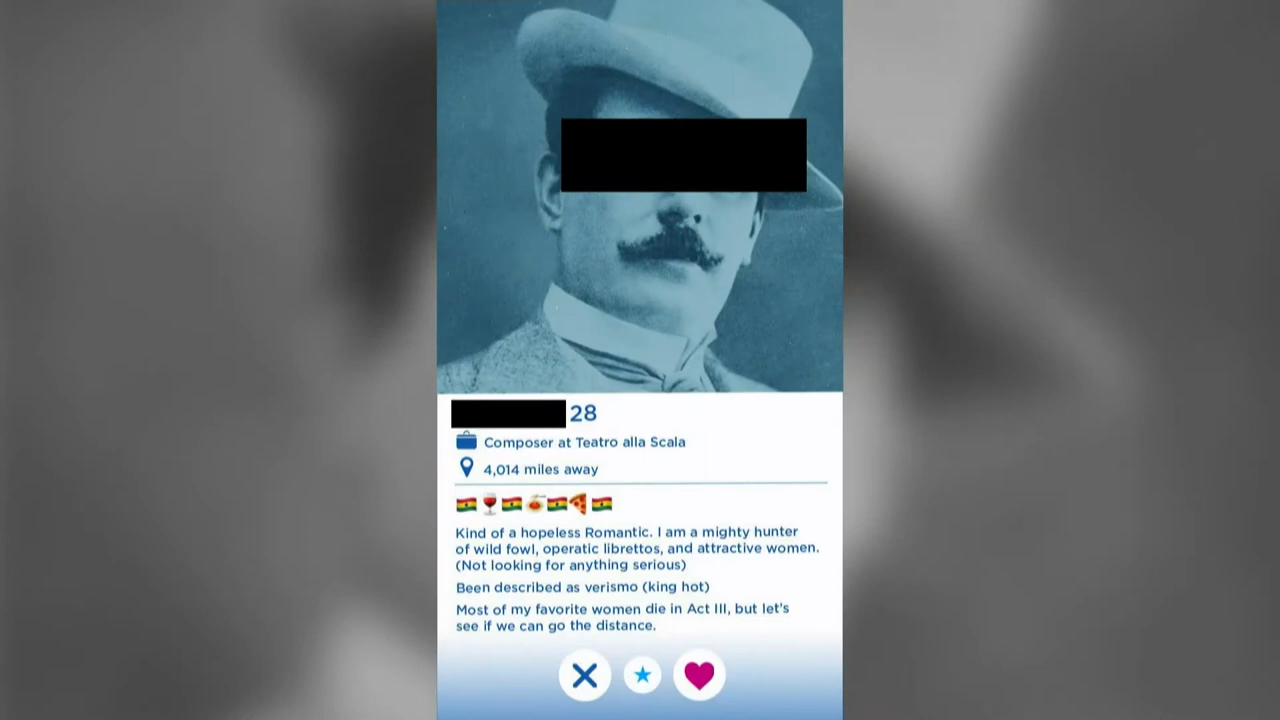 28
Composer at Teatro alla Scala
4,014 miles away
Kind of a hopeless Romantic. I am a mighty hunter
of wild fowl, operatic librettos, and attractive women.
(Not looking for anything serious)
Been described as verismo (king hot)
Most of my favorite women die in Act III, but let's
see if we can go the distance.